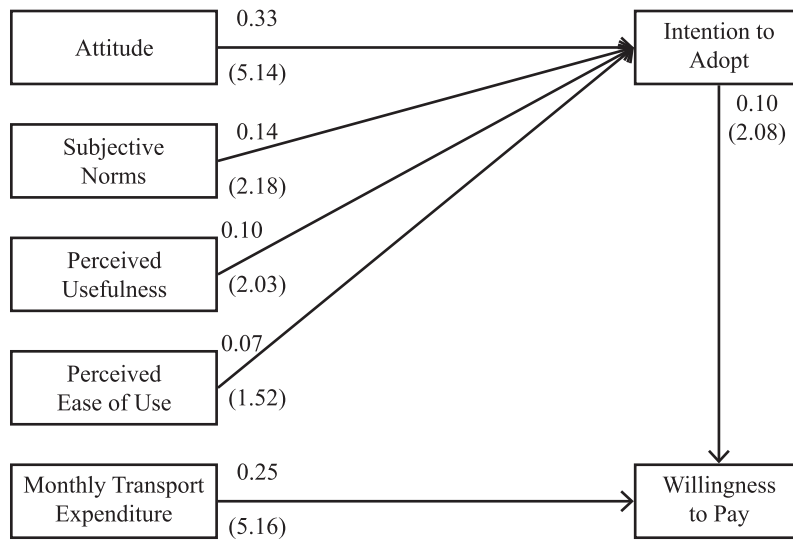 Attitude
0.33
(5.14)
Intention to
Adopt
0.10
(2.08)
Subjective
Norms
0.14
(2.18)
Perceived
Usefulness
0.10
(2.03)
Perceived
Ease of Use
0.07
(1.52)
Monthly Transport
Expenditure
0.25
(5.16)
Willingness
to Pay